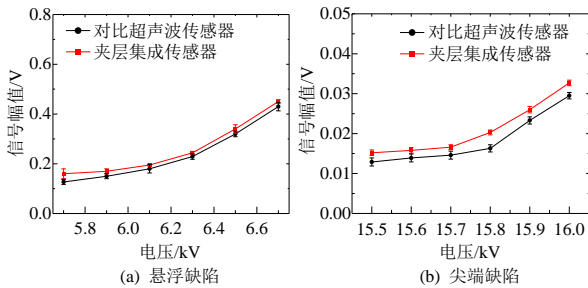 0.8
0.6
0.4
0.2
0.0
信号幅值/V
对比超声波传感器
夹层集成传感器
5.8 6.0 6.2 6.4 6.6
电压/kV
(a) 悬浮缺陷
0.05
0.04
0.03
0.02
0.01
0.00
信号幅值/V
对比超声波传感器
夹层集成传感器
15.5 15.6 15.7 15.8 15.9 16.0
电压/kV
(b) 尖端缺陷